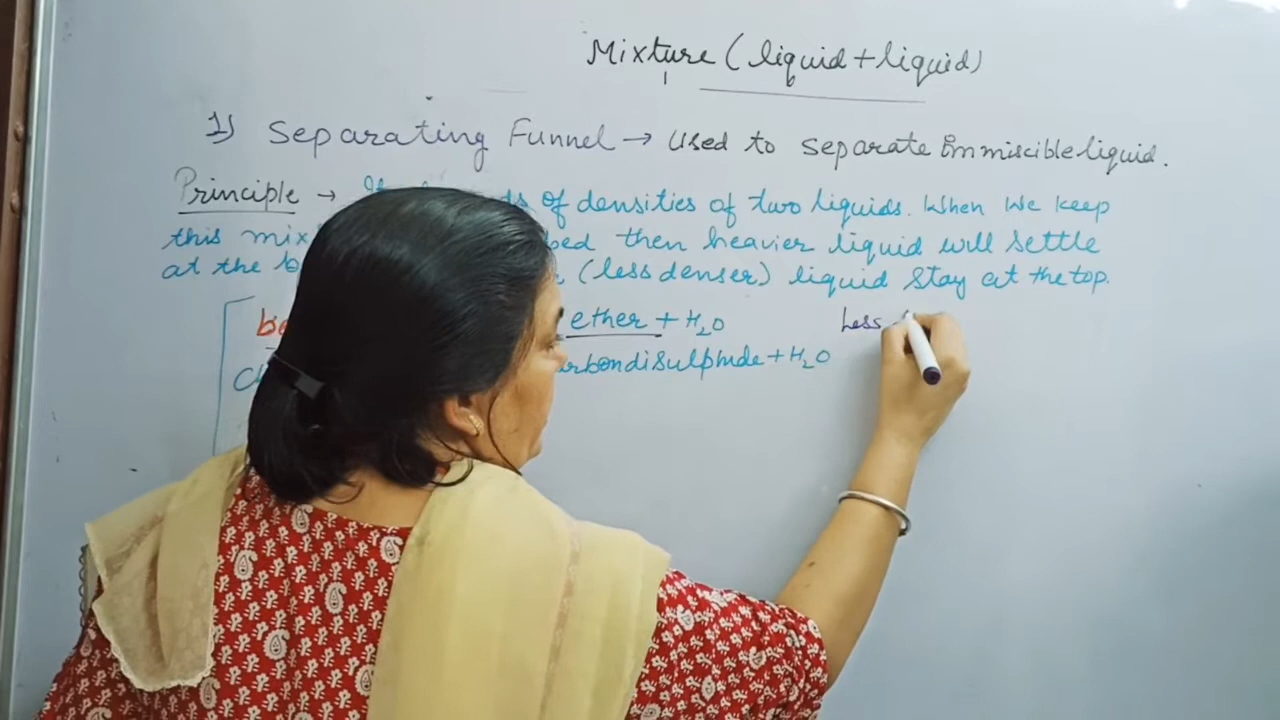 Mixture (liquid + liquid)
1) Separating Funnel → Used to separate immiscible liquid.
Principle → of densities of two liquids. When we keep
this then heavier liquid will settle
at the (less denser) liquid stay at the top.
ether + H₂O Less
+ H₂O